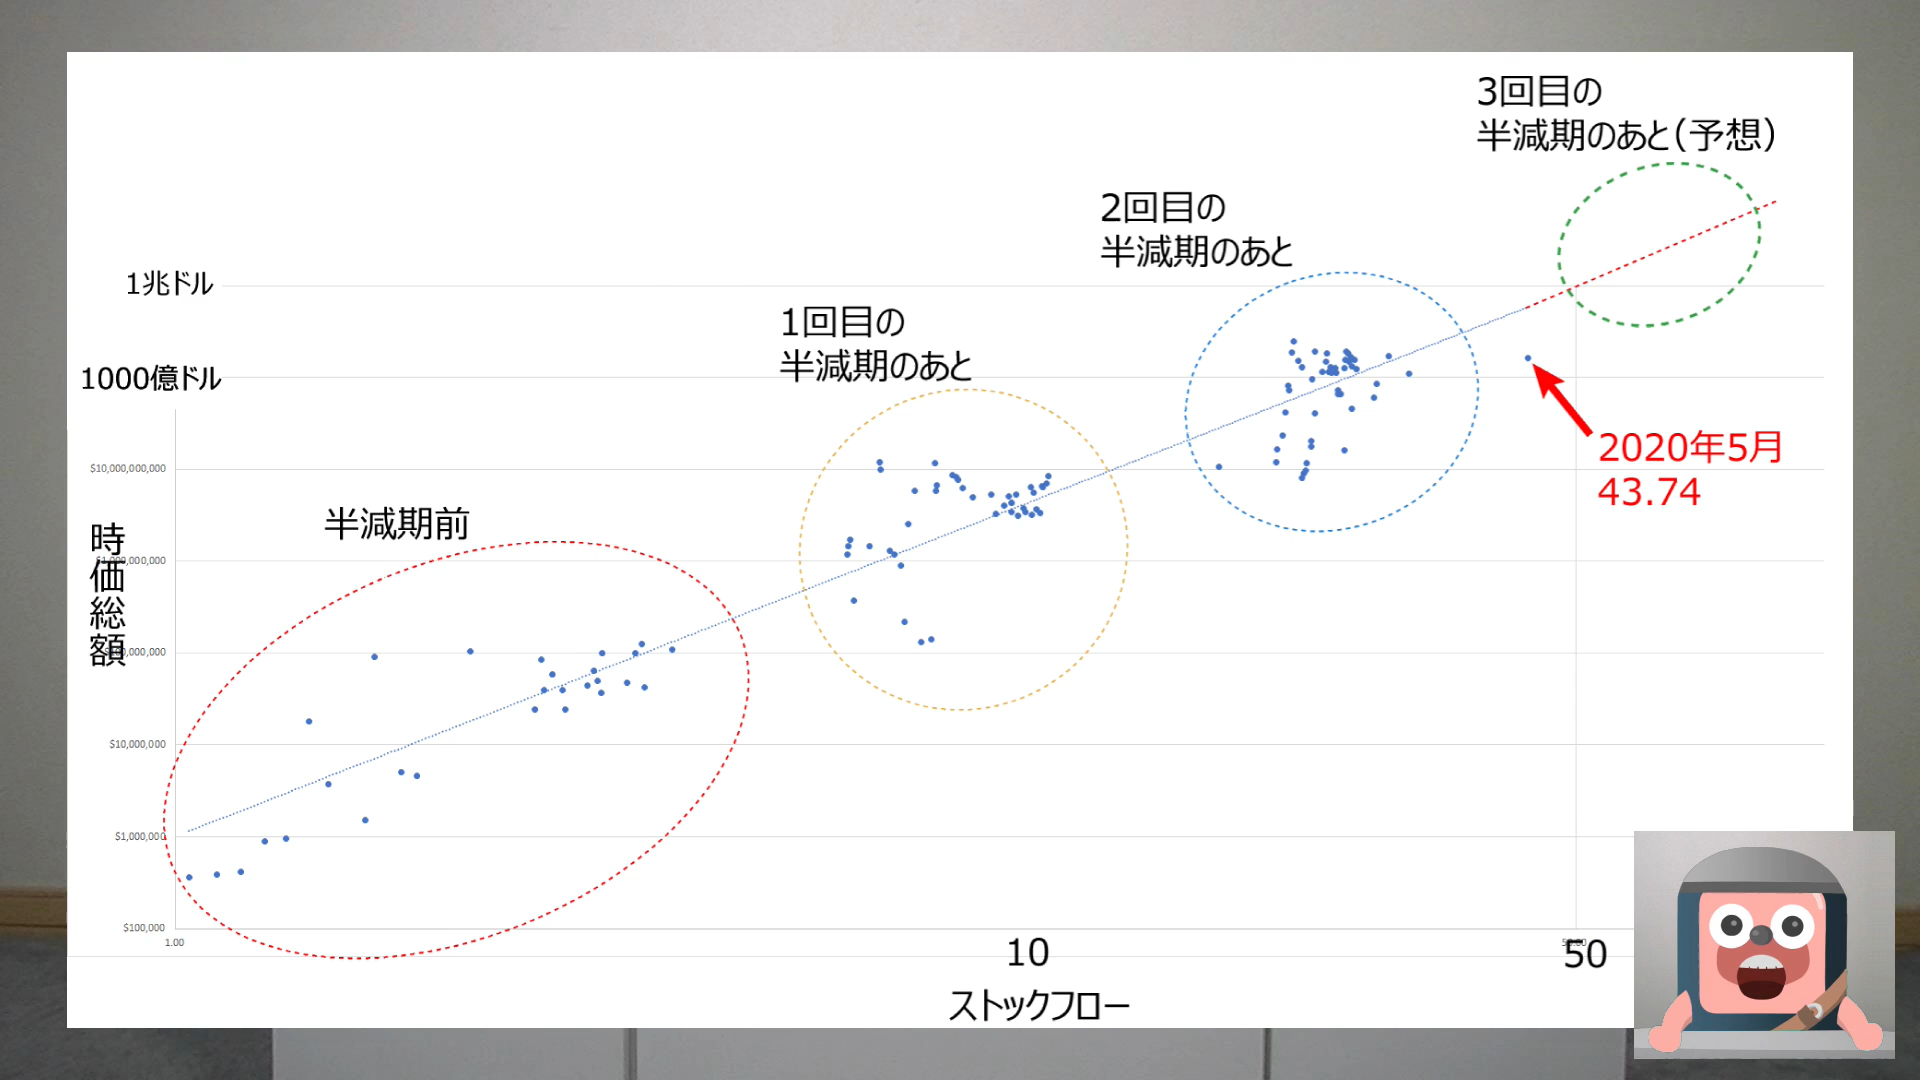 3回目の
半減期のあと(予想)
2回目の
半減期のあと
1兆ドル
1回目の
半減期のあと
1000億ドル
2020年5月
43.74
$10,000,000,000
半減期前
時価総額
$10,000,000
$1,000,000
$100,000
1.00
10
50
ストックフロー